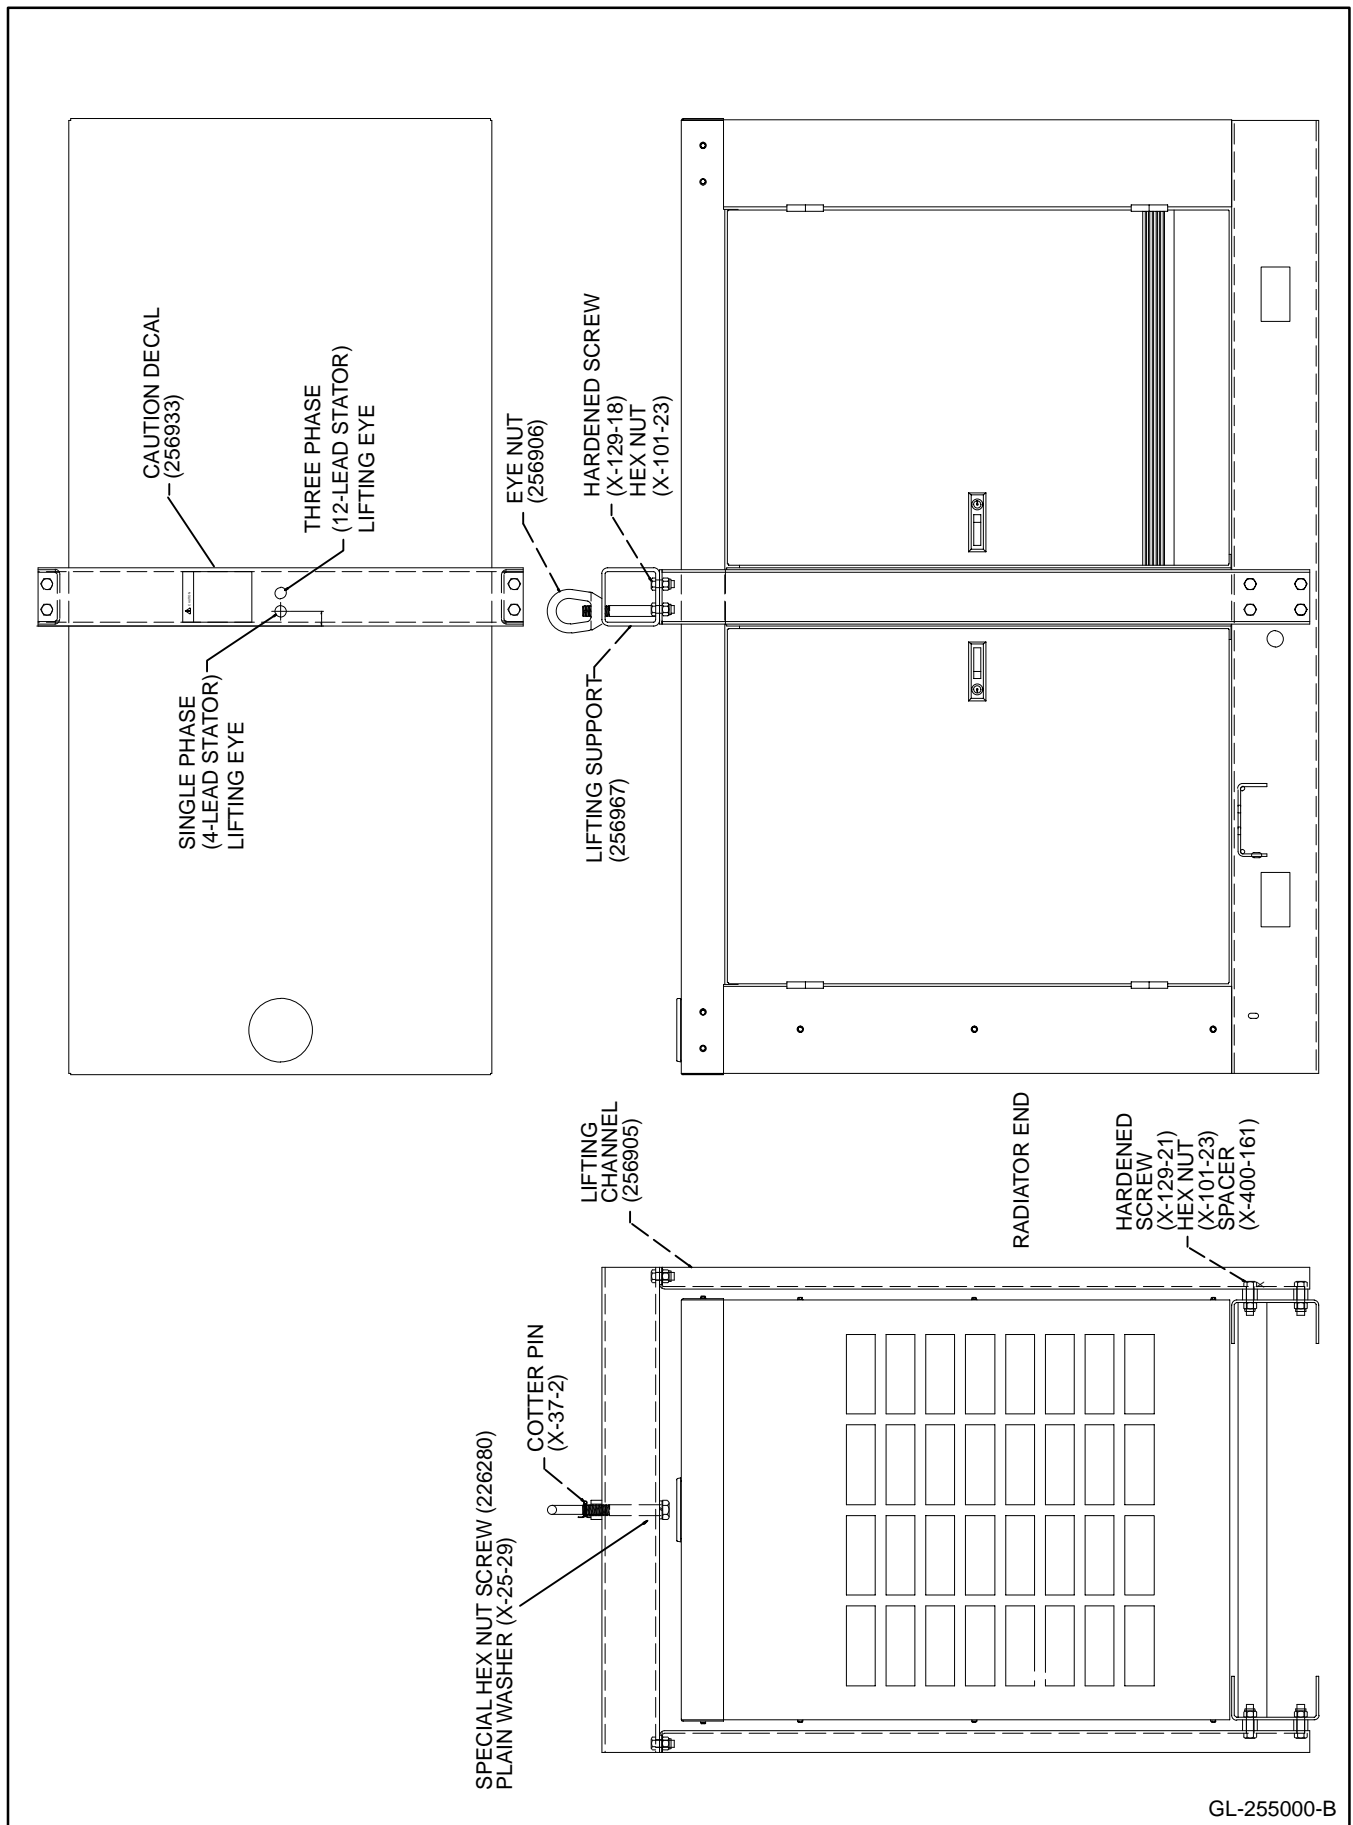 CAUTION DECAL
(256933)
THREE PHASE
(12-LEAD STATOR)
LIFTING EYE
SINGLE PHASE
(4-LEAD STATOR)
LIFTING EYE
EYE NUT
(256906)
HARDENED SCREW
(X-129-18)
HEX NUT
(X-101-23)
LIFTING SUPPORT
(256967)
LIFTING
CHANNEL
(256905)
RADIATOR END
HARDENED
SCREW
(X-129-21)
HEX NUT
(X-101-23)
SPACER
(X-400-161)
COTTER PIN
(X-37-2)
SPECIAL HEX NUT SCREW (226280)
PLAIN WASHER (X-25-29)
GL-255000-B